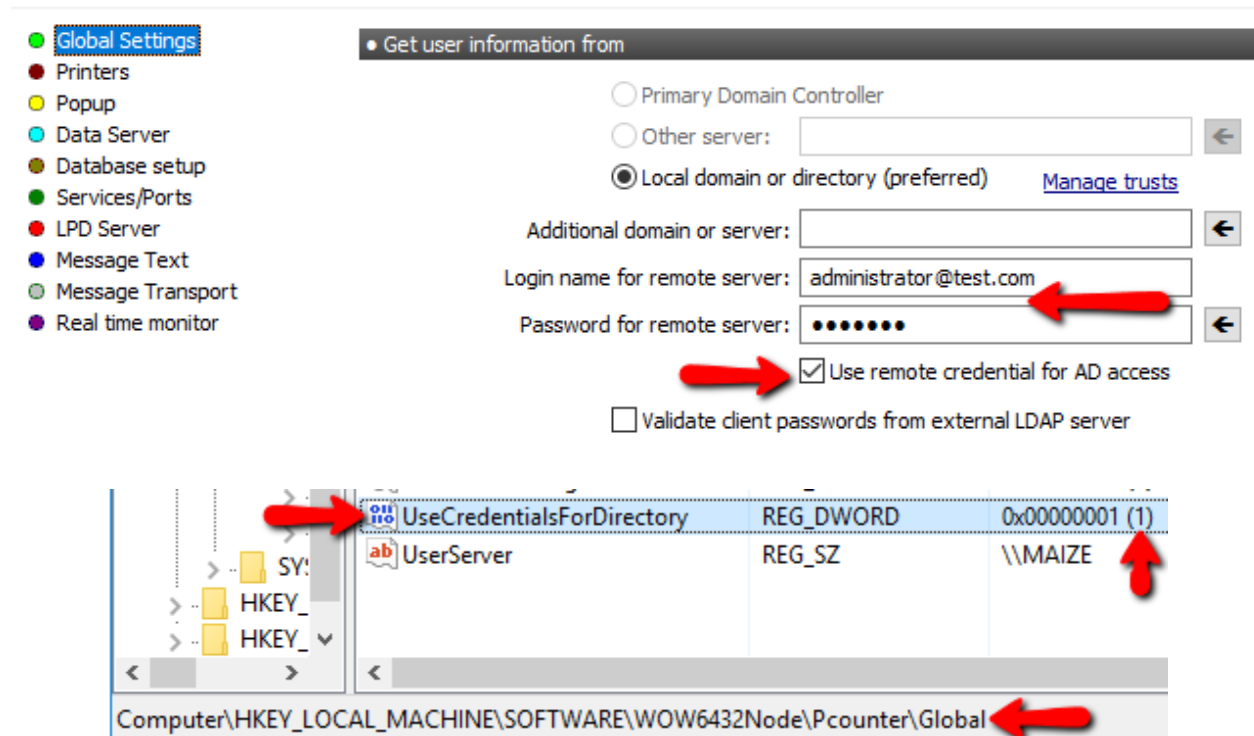 Global Settings
Printers
Popup
Data Server
Database setup
Services/Ports
LPD Server
Message Text
Message Transport
Real time monitor
Get user information from
Primary Domain Controller
Other server:
Local domain or directory (preferred) Manage trusts
Additional domain or server:
Login name for remote server: administrator@test.com
Password for remote server: •••••••
Use remote credential for AD access
Validate client passwords from external LDAP server
UseCredentialsForDirectory REG_DWORD 0x00000001 (1)
UserServer REG_SZ \\MAIZE
HKEY_
HKEY_
Computer\HKEY_LOCAL_MACHINE\SOFTWARE\WOW6432Node\Pcounter\Global